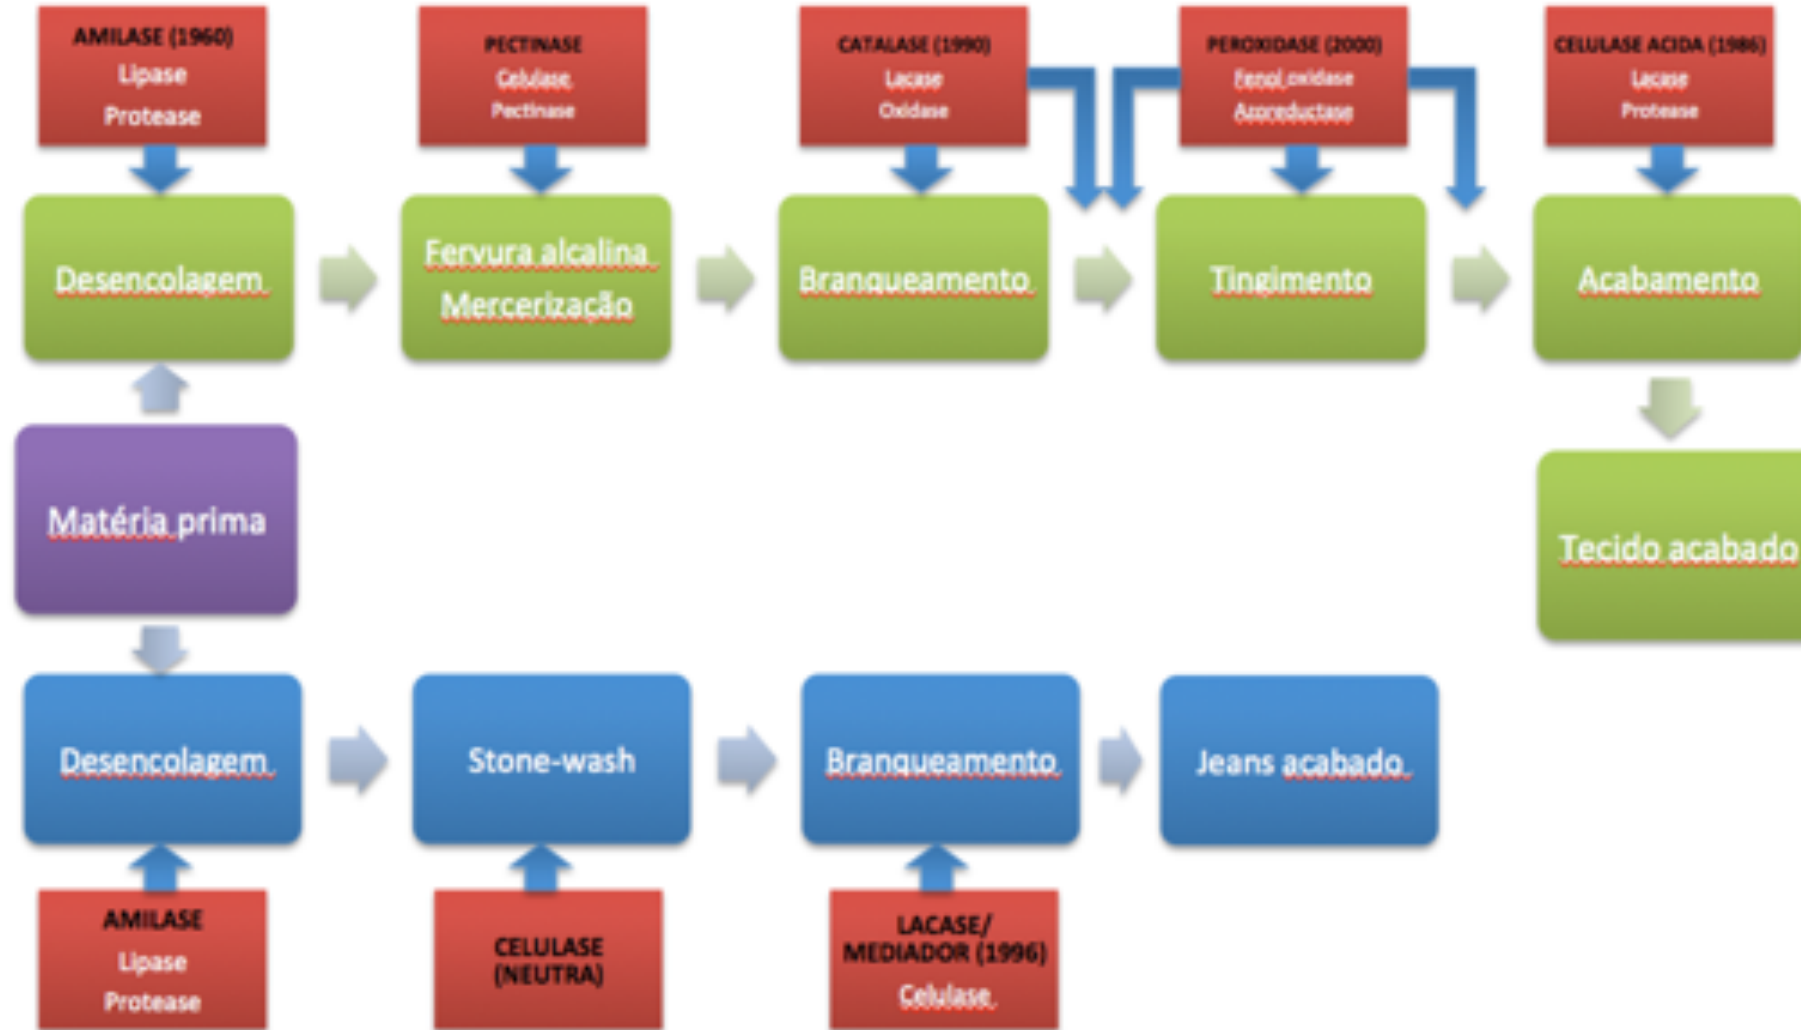 AMILASE (1960)
Lipase
Protease
PECTINASE
Celulase
Pectinase
CATALASE (1990)
Lacase
Oxidase
PEROXIDASE (2000)
Fenol oxidase
Azoreductase
CELULASE ACIDA (1986)
Lacase
Protease
Desencolagem
Fervura alcalina
Mercerização
Branqueamento
Tingimento
Acabamento
Matéria prima
Tecido acabado
Desencolagem
Stone-wash
Branqueamento
Jeans acabado
AMILASE
Lipase
Protease
CELULASE
(NEUTRA)
LACASE/
MEDIADOR (1996)
Celulase